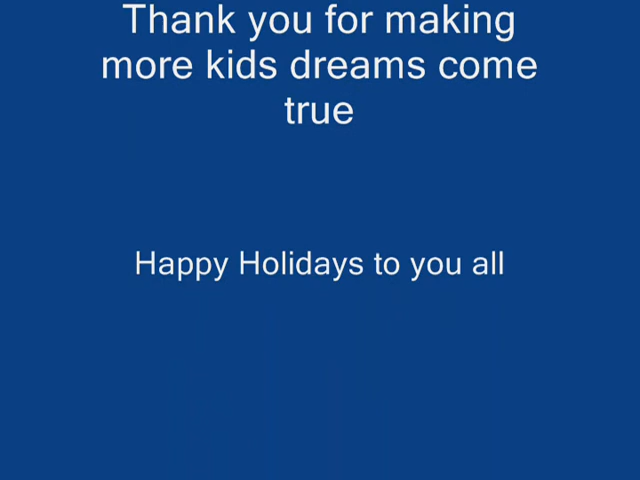 Thank you for making
more kids dreams come
true
Happy Holidays to you all